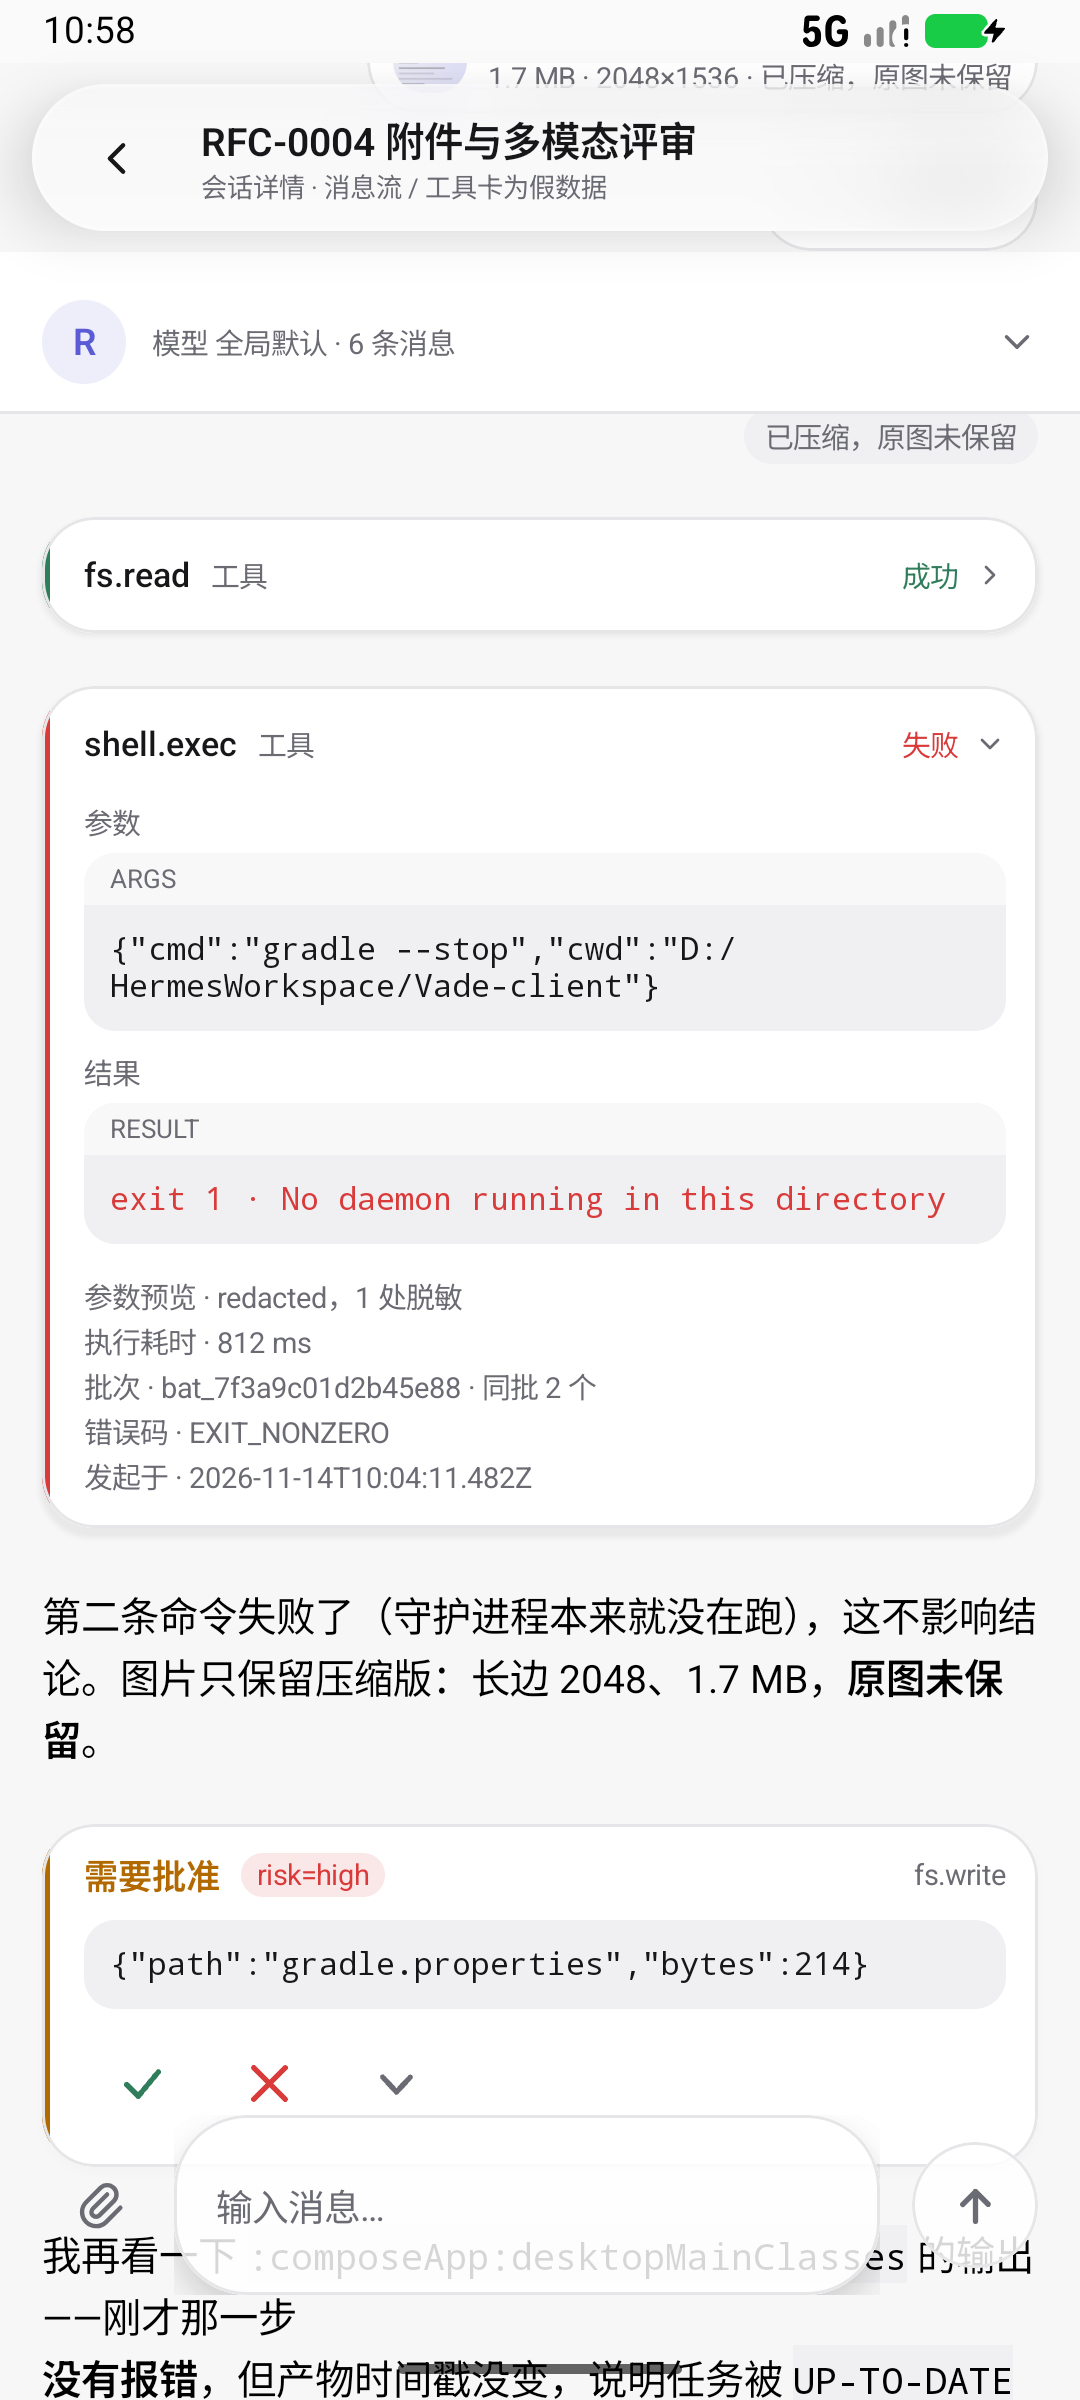 10:58
5G
1.7 MB · 2048×1536 · 已压缩，原图未保留
RFC-0004 附件与多模态评审
会话详情 · 消息流 / 工具卡为假数据
R
模型 全局默认 · 6 条消息
已压缩，原图未保留
fs.read 工具 成功
shell.exec 工具 失败
参数
ARGS
{"cmd":"gradle --stop","cwd":"D:/
HermesWorkspace/Vade-client"}
结果
RESULT
exit 1 · No daemon running in this directory
参数预览 · redacted，1 处脱敏
执行耗时 · 812 ms
批次 · bat_7f3a9c01d2b45e88 · 同批 2 个
错误码 · EXIT_NONZERO
发起于 · 2026-11-14T10:04:11.482Z
第二条命令失败了（守护进程本来就没在跑），这不影响结
论。图片只保留压缩版：长边 2048、1.7 MB，原图未保
留。
需要批准 risk=high fs.write
{"path":"gradle.properties","bytes":214}
输入消息...
我再看一下 :composeApp:desktopMainClasses 的输出
——刚才那一步
没有报错，但产物时间戳没变，说明任务被 UP-TO-DATE